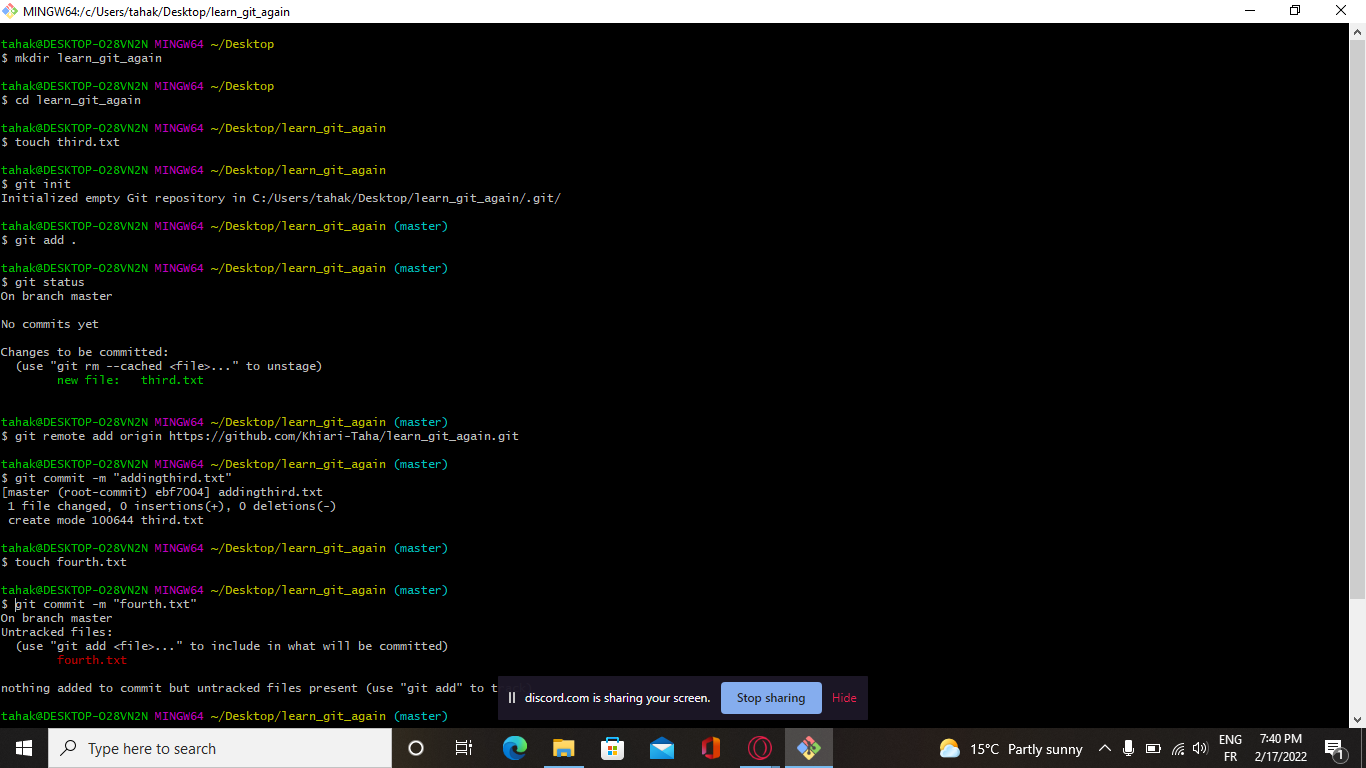 MINGW64:/c/Users/tahak/Desktop/learn_git_again
tahak@DESKTOP-O28VN2N MINGW64 ~/Desktop
$ mkdir learn_git_again
tahak@DESKTOP-O28VN2N MINGW64 ~/Desktop
$ cd learn_git_again
tahak@DESKTOP-O28VN2N MINGW64 ~/Desktop/learn_git_again
$ touch third.txt
tahak@DESKTOP-O28VN2N MINGW64 ~/Desktop/learn_git_again
$ git init
Initialized empty Git repository in C:/Users/tahak/Desktop/learn_git_again/.git/
tahak@DESKTOP-O28VN2N MINGW64 ~/Desktop/learn_git_again (master)
$ git add .
tahak@DESKTOP-O28VN2N MINGW64 ~/Desktop/learn_git_again (master)
$ git status
On branch master
No commits yet
Changes to be committed:
  (use "git rm --cached <file>..." to unstage)
        new file:   third.txt
tahak@DESKTOP-O28VN2N MINGW64 ~/Desktop/learn_git_again (master)
$ git remote add origin https://github.com/Khiari-Taha/learn_git_again.git
tahak@DESKTOP-O28VN2N MINGW64 ~/Desktop/learn_git_again (master)
$ git commit -m "addingthird.txt"
[master (root-commit) ebf7004] addingthird.txt
 1 file changed, 0 insertions(+), 0 deletions(-)
 create mode 100644 third.txt
tahak@DESKTOP-O28VN2N MINGW64 ~/Desktop/learn_git_again (master)
$ touch fourth.txt
tahak@DESKTOP-O28VN2N MINGW64 ~/Desktop/learn_git_again (master)
$ git commit -m "fourth.txt"
On branch master
Untracked files:
  (use "git add <file>..." to include in what will be committed)
        fourth.txt
nothing added to commit but untracked files present (use "git add" to t
discord.com is sharing your screen. Stop sharing Hide
tahak@DESKTOP-O28VN2N MINGW64 ~/Desktop/learn_git_again (master)
Type here to search
15°C Partly sunny
ENG
FR
7:40 PM
2/17/2022
1